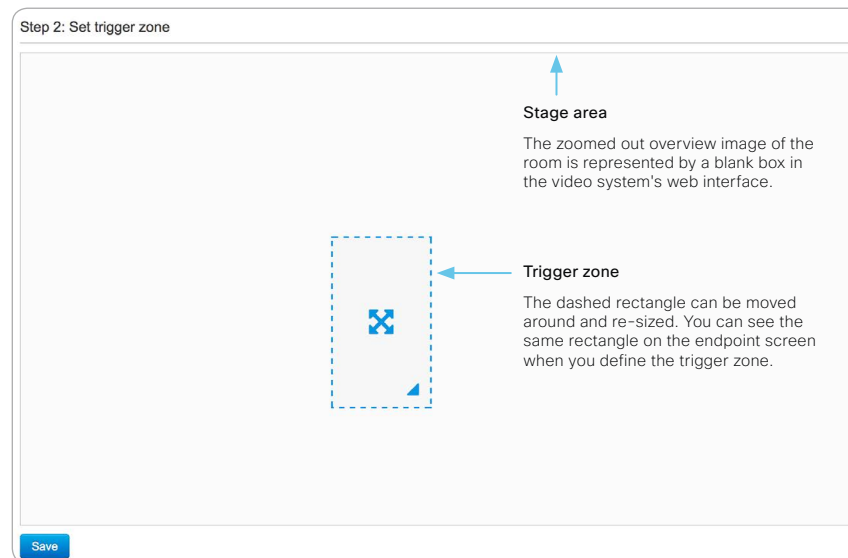 Step 2: Set trigger zone
Stage area
The zoomed out overview image of the
room is represented by a blank box in
the video system's web interface.
Trigger zone
The dashed rectangle can be moved
around and re-sized. You can see the
same rectangle on the endpoint screen
when you define the trigger zone.
Save